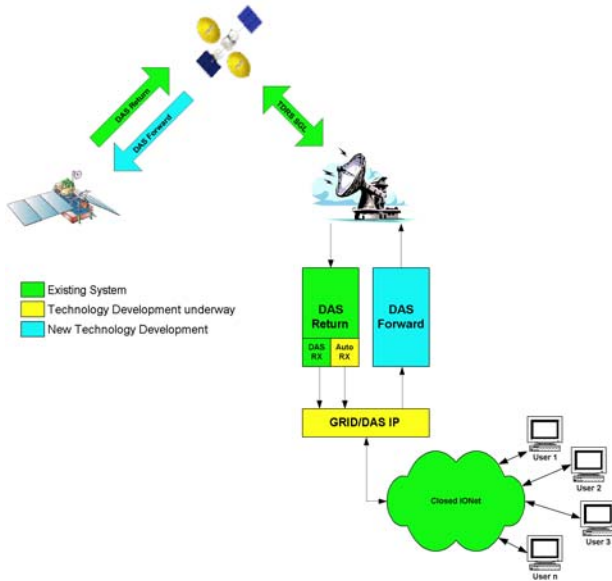 DAS Return
DAS Forward
TDRS SGL
Existing System
Technology Development underway
New Technology Development
DAS
Return
DAS
Forward
DAS
RX
Auto
RX
GRID/DAS IP
Closed IONet
User 1
User 2
User 3
User n